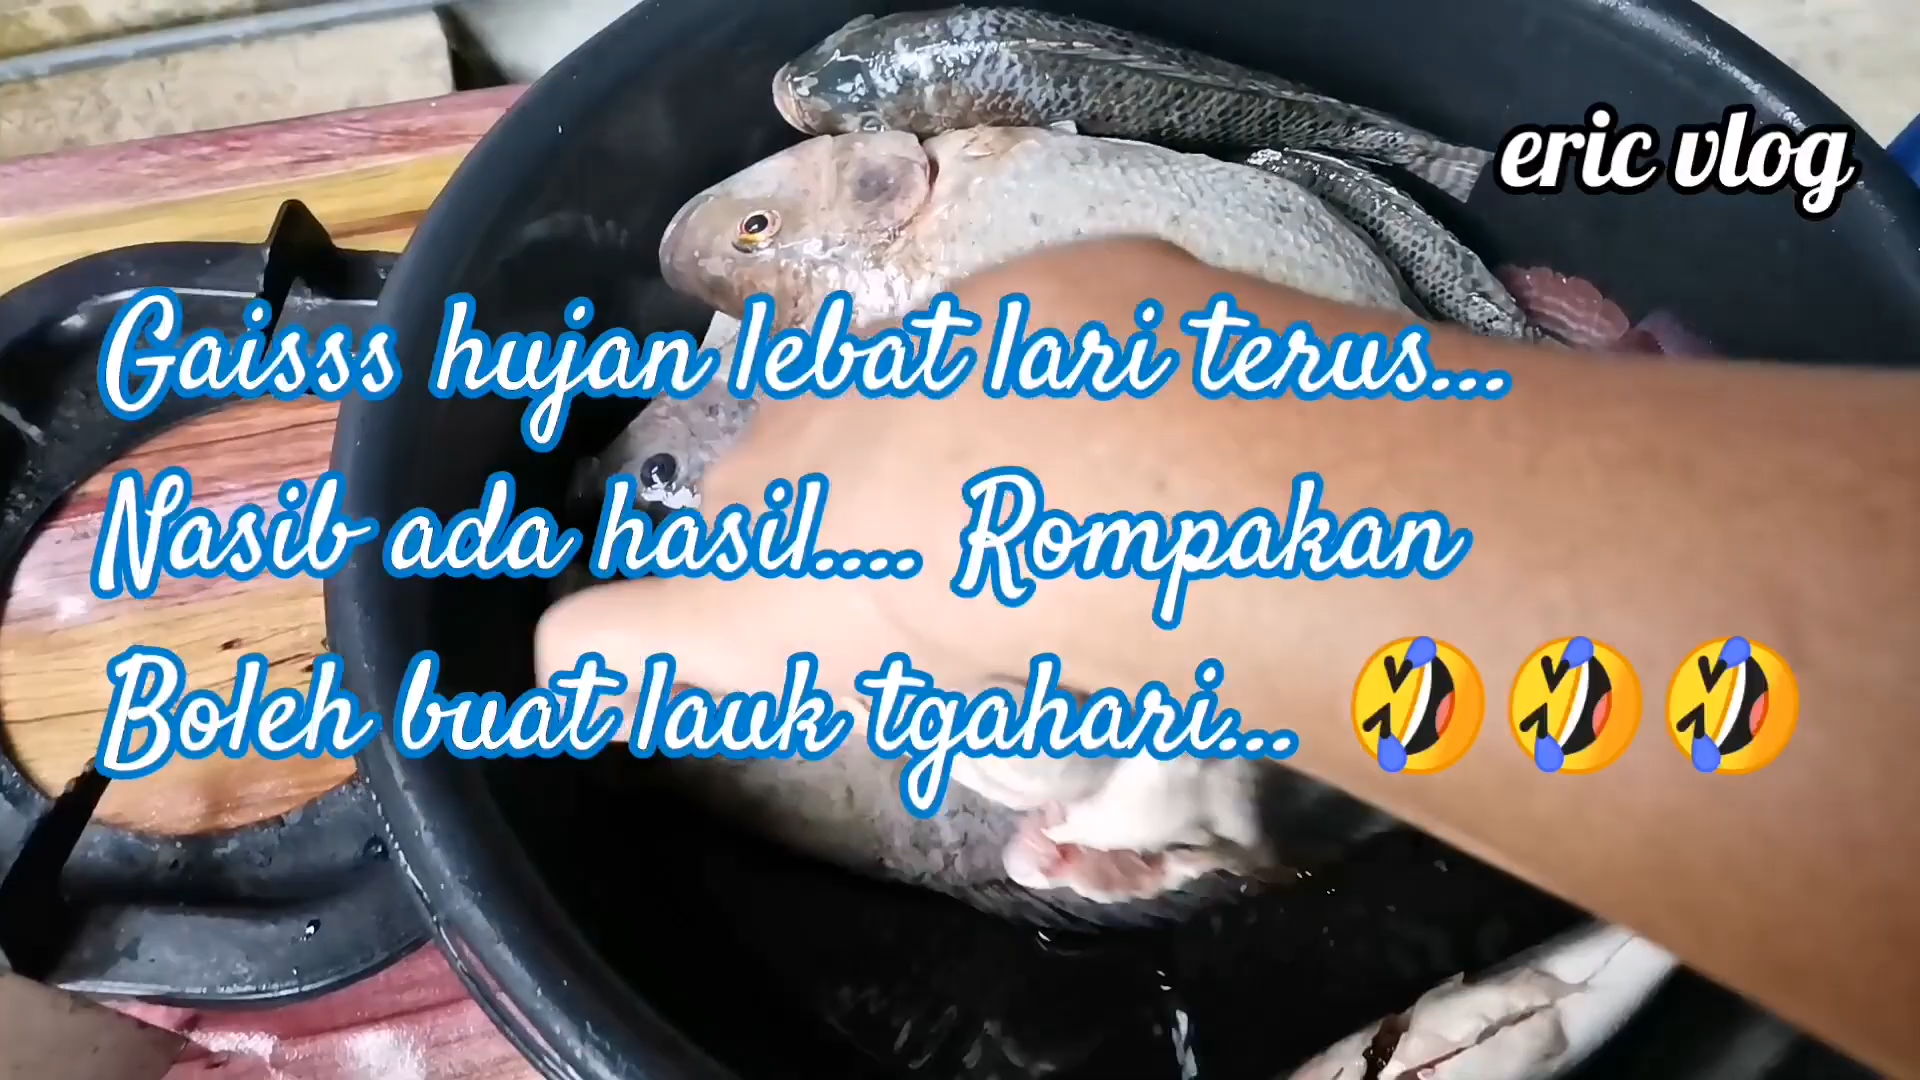 eric vlog
Gaisss hujan lebat lari terus...
Nasib ada hasil.... Rompakan
Boleh buat lauk tgahari... 🤣🤣🤣